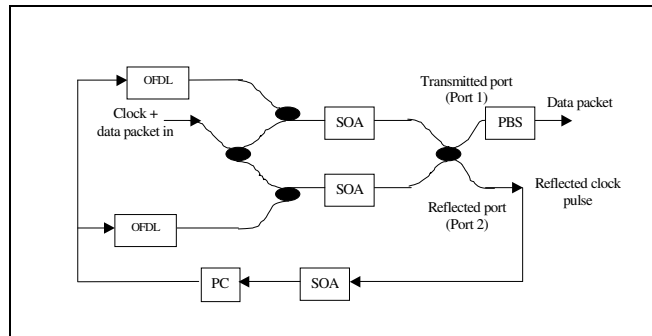 OFDL
Transmitted port
(Port 1)
Data packet
Clock +
data packet in
SOA
PBS
SOA
Reflected clock
pulse
Reflected port
(Port 2)
OFDL
PC
SOA